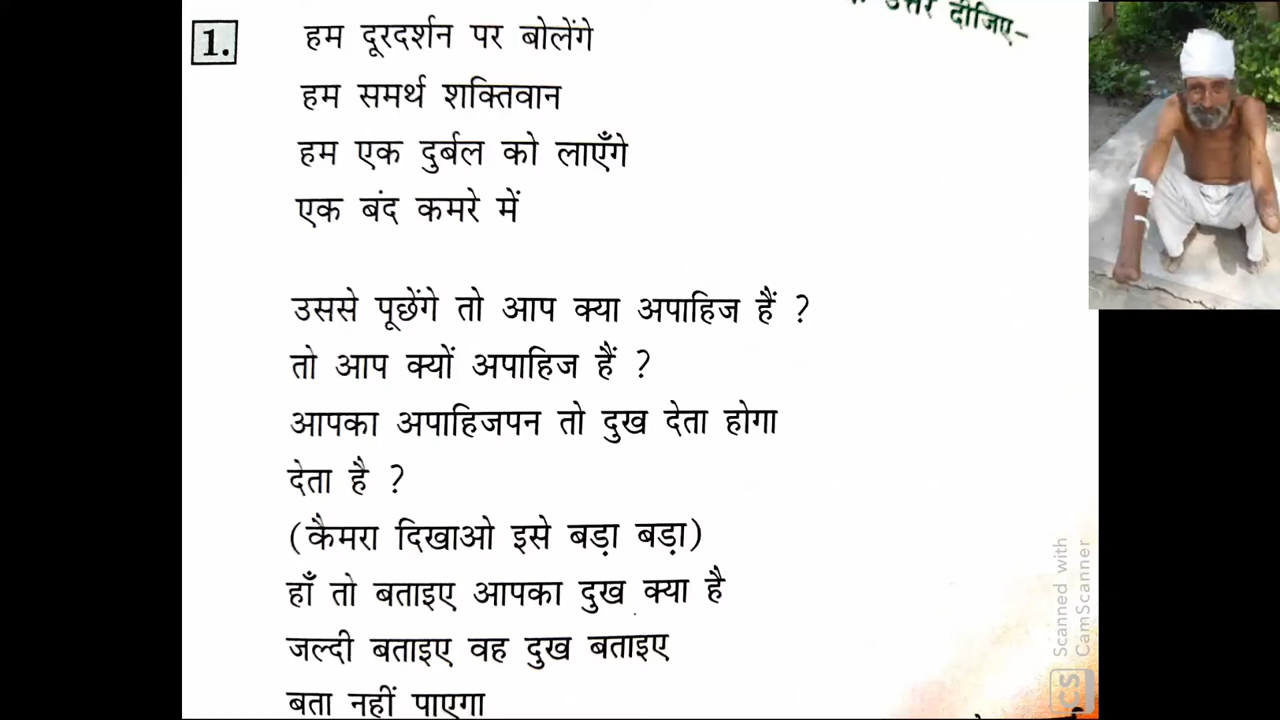 उत्तर दीजिए–
1.
हम दूरदर्शन पर बोलेंगे
हम समर्थ शक्तिवान
हम एक दुर्बल को लाएँगे
एक बंद कमरे में
उससे पूछेंगे तो आप क्या अपाहिज हैं ?
तो आप क्यों अपाहिज हैं ?
आपका अपाहिजपन तो दुख देता होगा
देता है ?
(कैमरा दिखाओ इसे बड़ा बड़ा)
हाँ तो बताइए आपका दुख क्या है
जल्दी बताइए वह दुख बताइए
बता नहीं पाएगा
Scanned with
CamScanner
CS